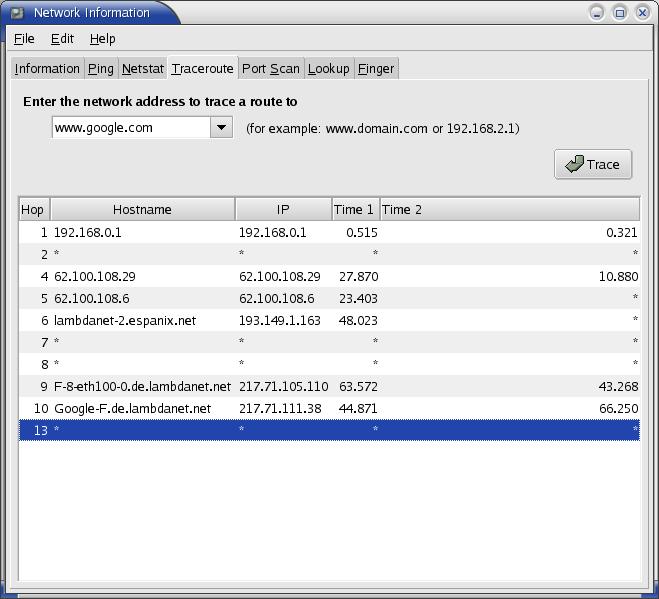 Network Information
File Edit Help
Information Ping Netstat Traceroute Port Scan Lookup Finger
Enter the network address to trace a route to
www.google.com (for example: www.domain.com or 192.168.2.1)
Trace
Hop Hostname IP Time 1 Time 2
1 192.168.0.1 192.168.0.1 0.515 0.321
2 * * * *
4 62.100.108.29 62.100.108.29 27.870 10.880
5 62.100.108.6 62.100.108.6 23.403 *
6 lambdanet-2.espanix.net 193.149.1.163 48.023 *
7 * * * *
8 * * * *
9 F-8-eth100-0.de.lambdanet.net 217.71.105.110 63.572 43.268
10 Google-F.de.lambdanet.net 217.71.111.38 44.871 66.250
13 * * * *